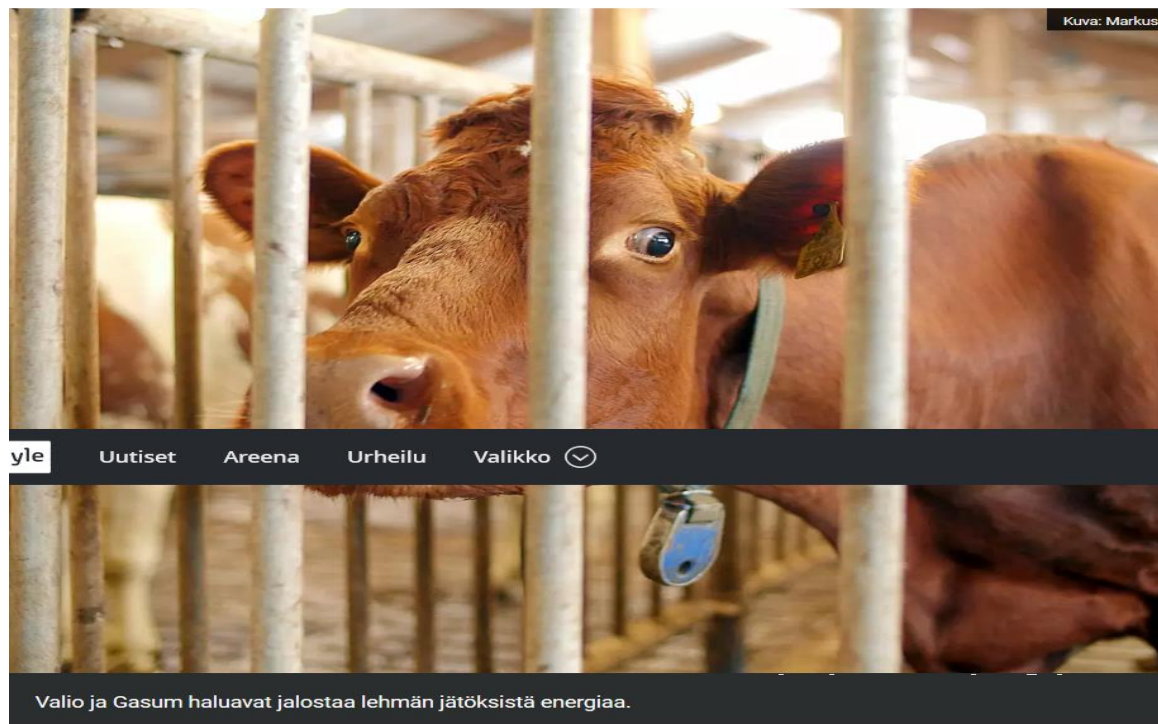 Kuva: Markus
yle Uutiset Areena Urheilu Valikko
Valio ja Gasum haluavat jalostaa lehmän jätöksistä energiaa.